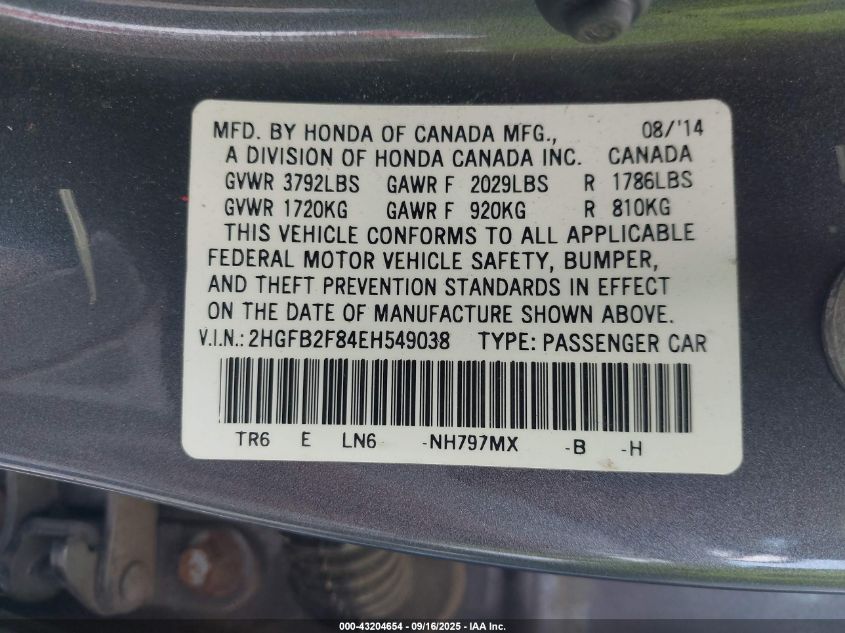 MFD. BY HONDA OF CANADA MFG., 08/'14
A DIVISION OF HONDA CANADA INC. CANADA
GVWR 3792LBS GAWR F 2029LBS R 1786LBS
GVWR 1720KG GAWR F 920KG R 810KG
THIS VEHICLE CONFORMS TO ALL APPLICABLE
FEDERAL MOTOR VEHICLE SAFETY, BUMPER,
AND THEFT PREVENTION STANDARDS IN EFFECT
ON THE DATE OF MANUFACTURE SHOWN ABOVE.
V.I.N.: 2HGFB2F84EH549038 TYPE: PASSENGER CAR
TR6 E LN6 -NH797MX -B -H
000-43204654 - 09/16/2025 - IAA Inc.